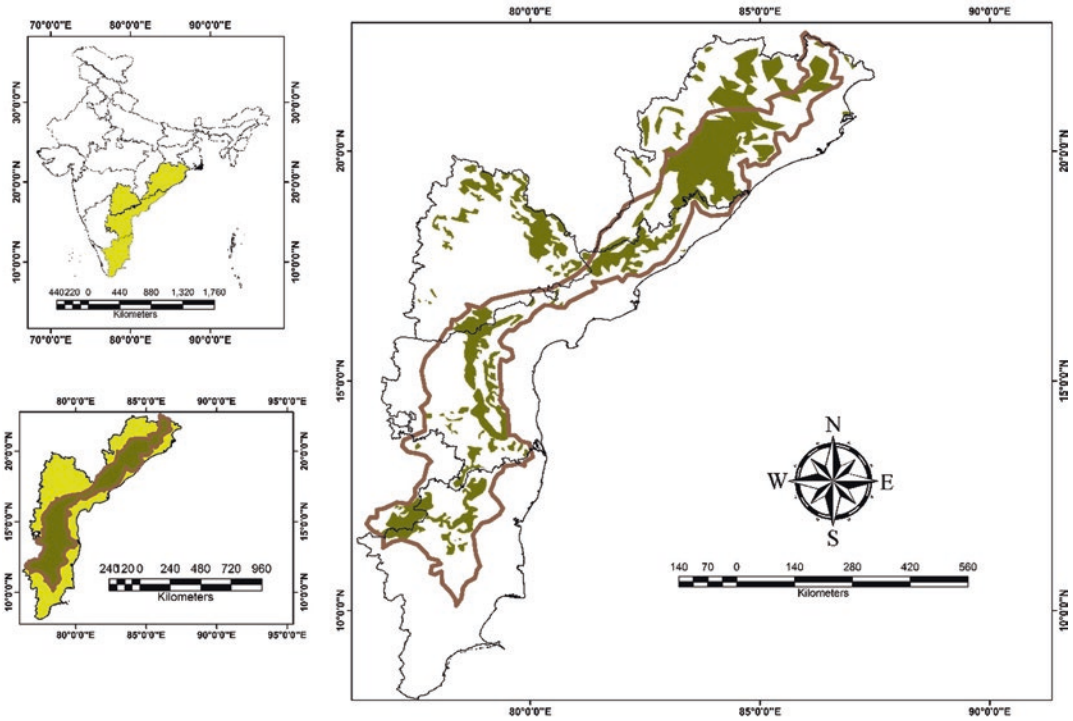 70°0'0"E 80°0'0"E 90°0'0"E
30°0'0"N
20°0'0"N
10°0'0"N
30°0'0"N
20°0'0"N
10°0'0"N
440220 0 440 880 1,320 1,760
Kilometers
70°0'0"E 80°0'0"E 90°0'0"E
80°0'0"E 85°0'0"E 90°0'0"E 95°0'0"E
20°0'0"N
15°0'0"N
10°0'0"N
20°0'0"N
15°0'0"N
10°0'0"N
2401200 240 480 720 960
Kilometers
80°0'0"E 85°0'0"E 90°0'0"E 95°0'0"E
80°0'0"E 85°0'0"E 90°0'0"E
20°0'0"N
15°0'0"N
10°0'0"N
20°0'0"N
15°0'0"N
10°0'0"N
N
W E
S
140 70 0 140 280 420 560
Kilometers
80°0'0"E 85°0'0"E 90°0'0"E